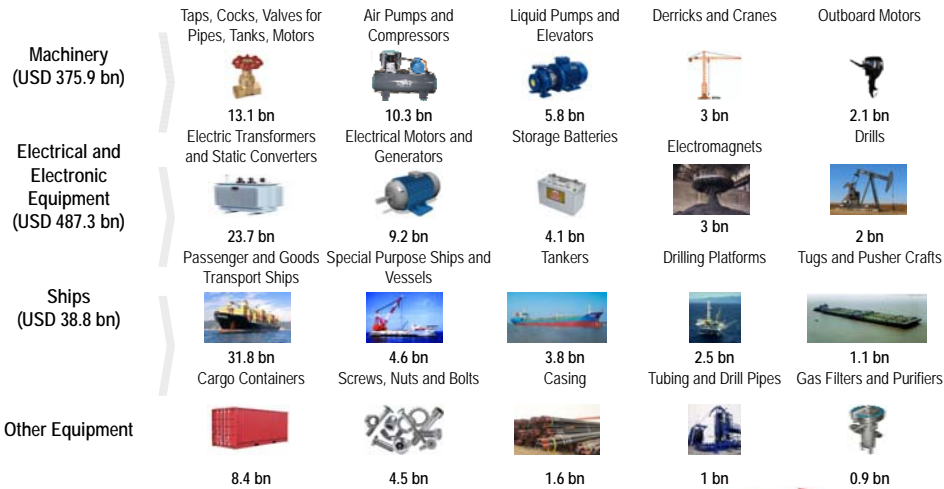 Taps, Cocks, Valves for
Pipes, Tanks, Motors
Air Pumps and
Compressors
Liquid Pumps and
Elevators
Derricks and Cranes
Outboard Motors
Machinery
(USD 375.9 bn)
13.1 bn
10.3 bn
5.8 bn
3 bn
2.1 bn
Electric Transformers
and Static Converters
Electrical Motors and
Generators
Storage Batteries
Electromagnets
Drills
Electrical and
Electronic
Equipment
(USD 487.3 bn)
23.7 bn
9.2 bn
4.1 bn
3 bn
2 bn
Passenger and Goods
Transport Ships
Special Purpose Ships and
Vessels
Tankers
Drilling Platforms
Tugs and Pusher Crafts
Ships
(USD 38.8 bn)
31.8 bn
4.6 bn
3.8 bn
2.5 bn
1.1 bn
Cargo Containers
Screws, Nuts and Bolts
Casing
Tubing and Drill Pipes
Gas Filters and Purifiers
Other Equipment
8.4 bn
4.5 bn
1.6 bn
1 bn
0.9 bn